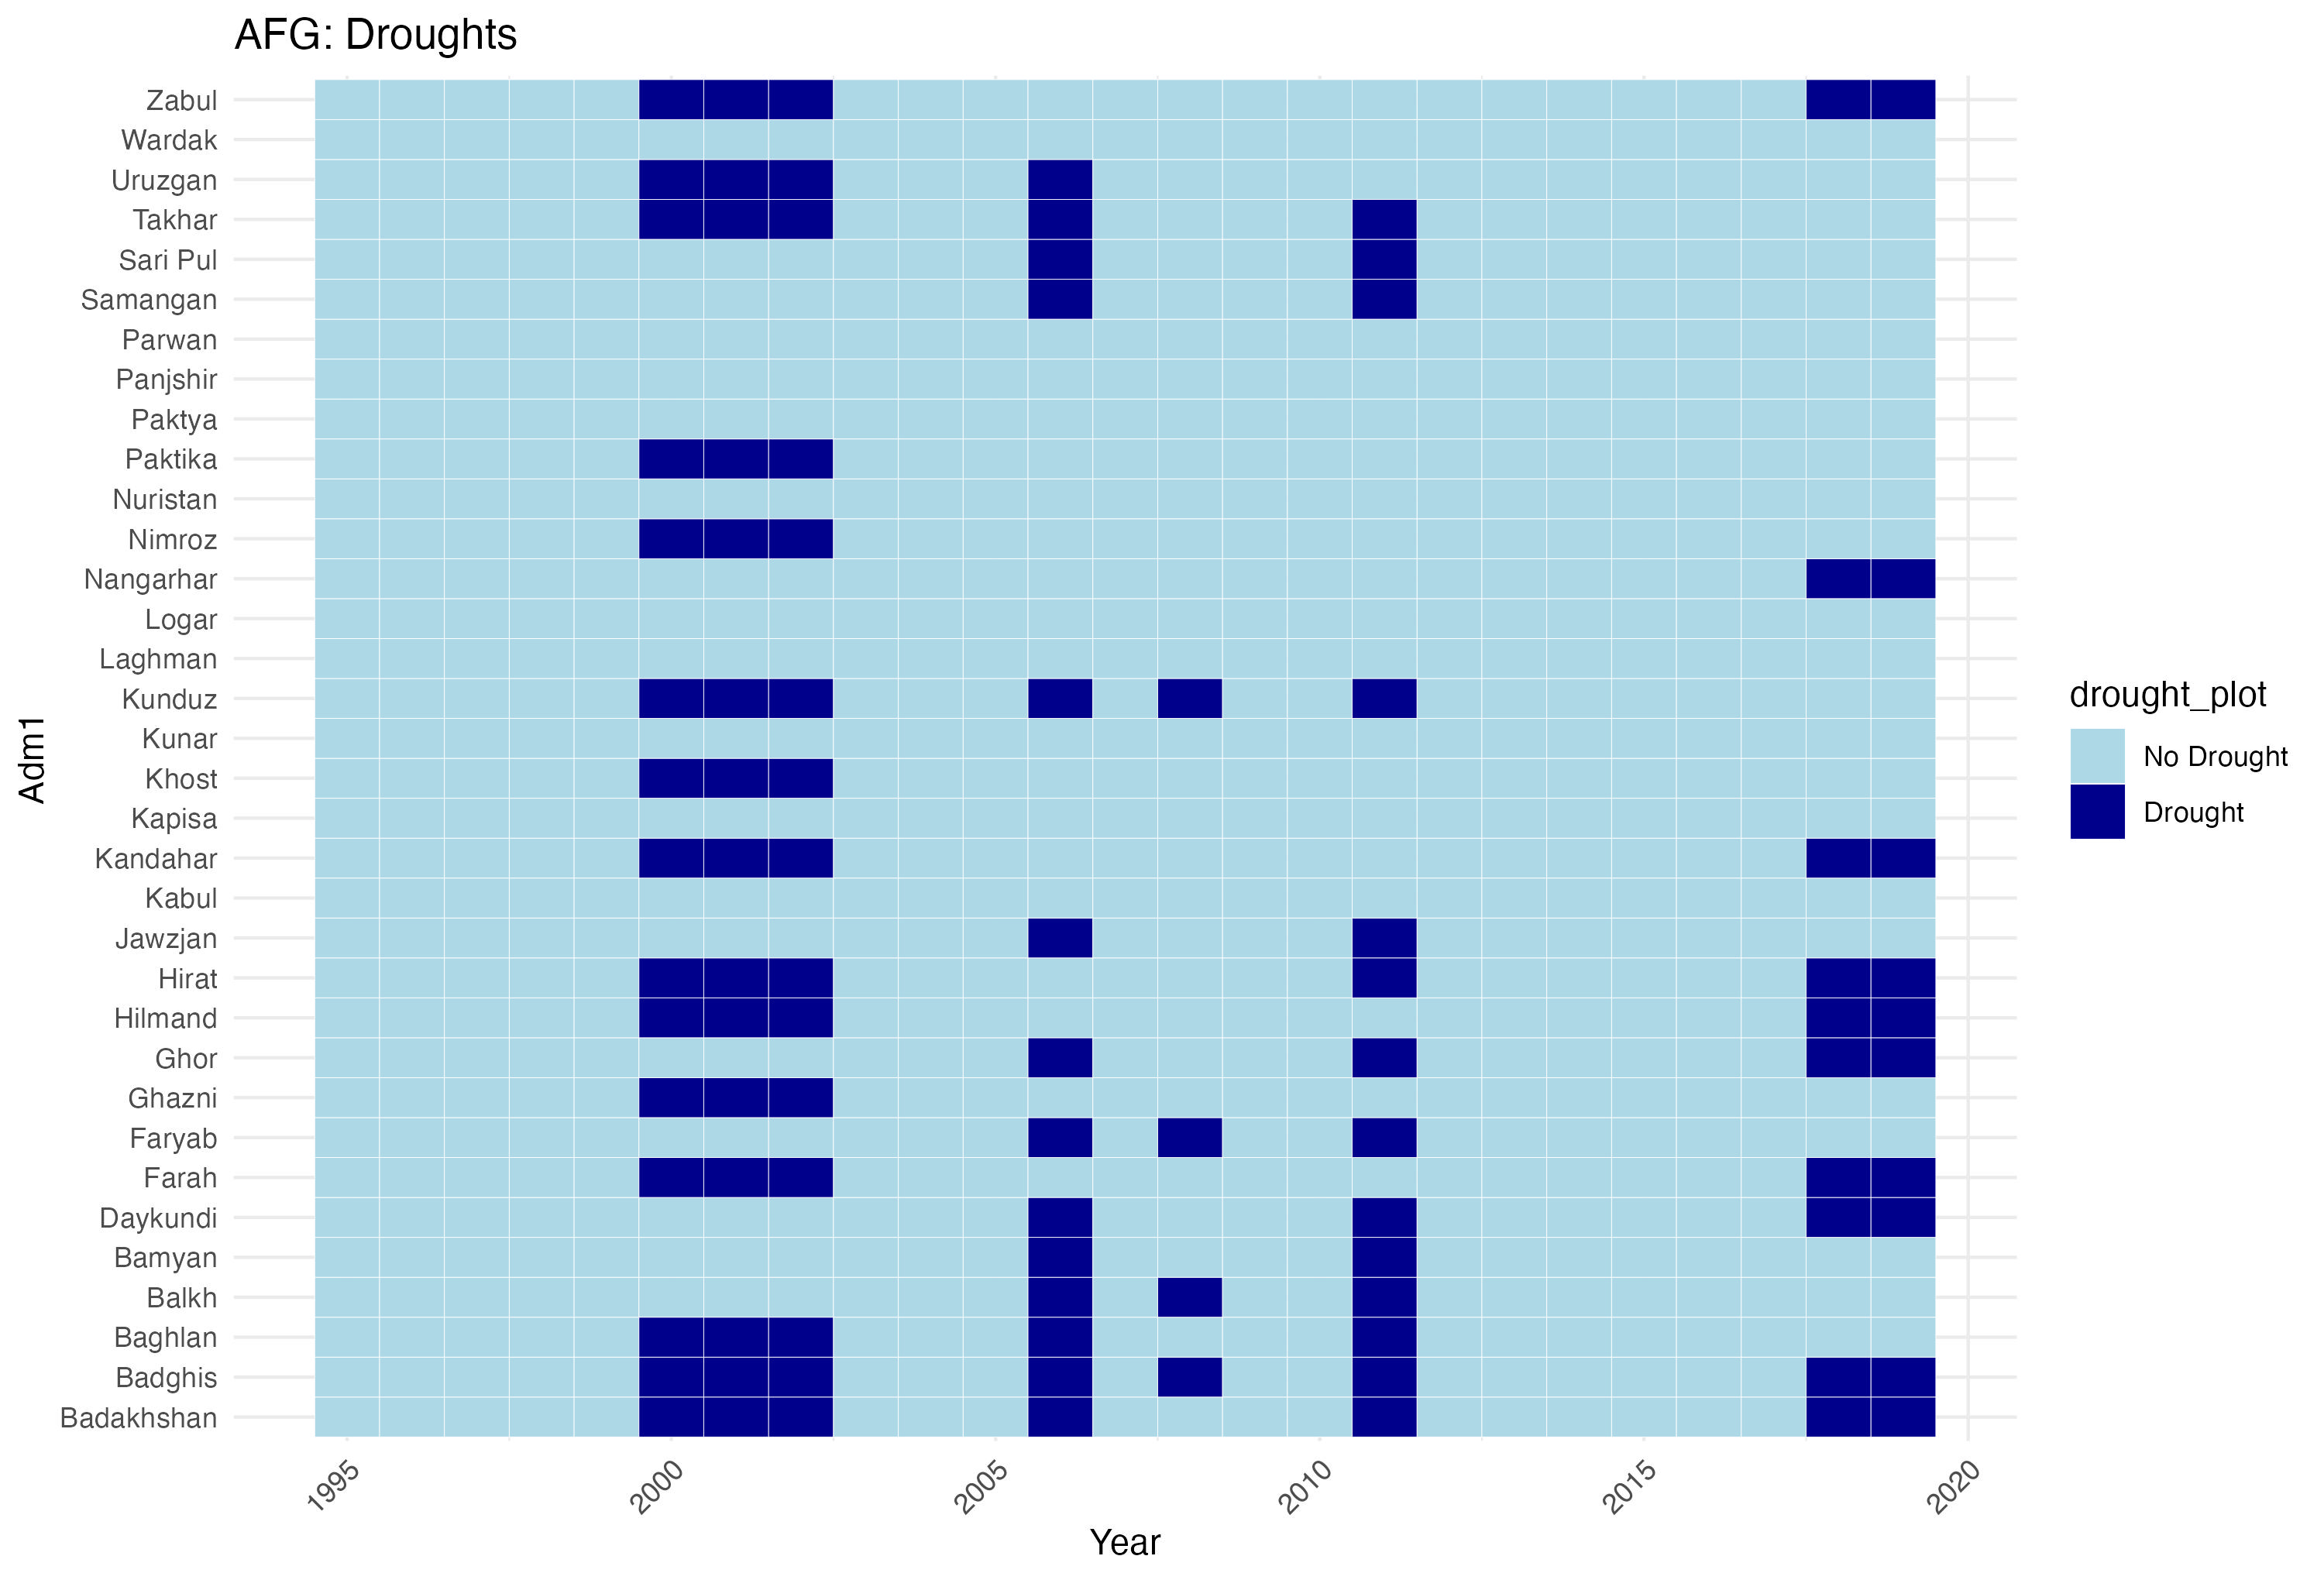 AFG: Droughts
Zabul
Wardak
Uruzgan
Takhar
Sari Pul
Samangan
Parwan
Panjshir
Paktya
Paktika
Nuristan
Nimroz
Nangarhar
Logar
Laghman
Kunduz
Kunar
Khost
Kapisa
Kandahar
Kabul
Jawzjan
Hirat
Hilmand
Ghor
Ghazni
Faryab
Farah
Daykundi
Bamyan
Balkh
Baghlan
Badghis
Badakhshan
Adm1
1995 2000 2005 2010 2015 2020
Year
drought_plot
No Drought
Drought